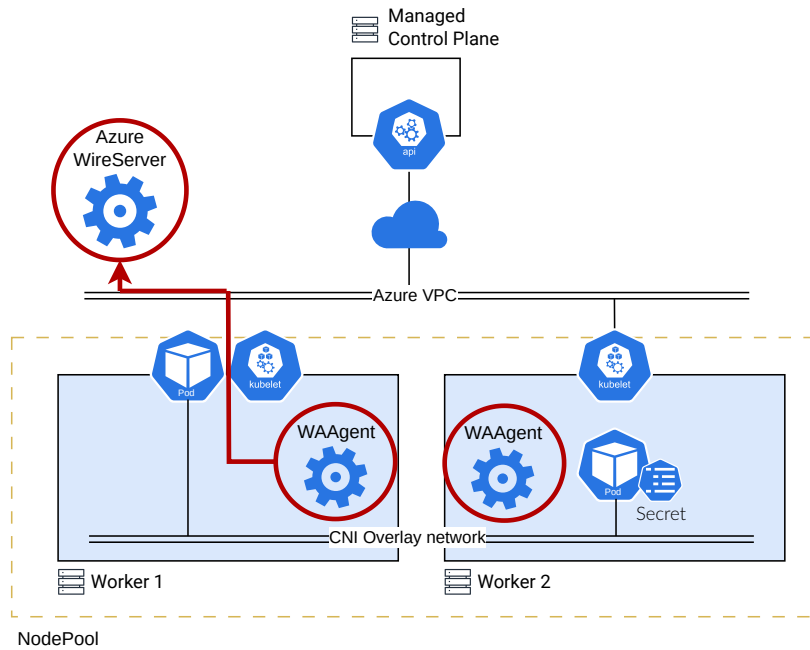 Managed
Control Plane
api
Azure
WireServer
Azure VPC
Pod
kubelet
kubelet
WAAgent
WAAgent
Pod
Secret
CNI Overlay network
Worker 1
Worker 2
NodePool